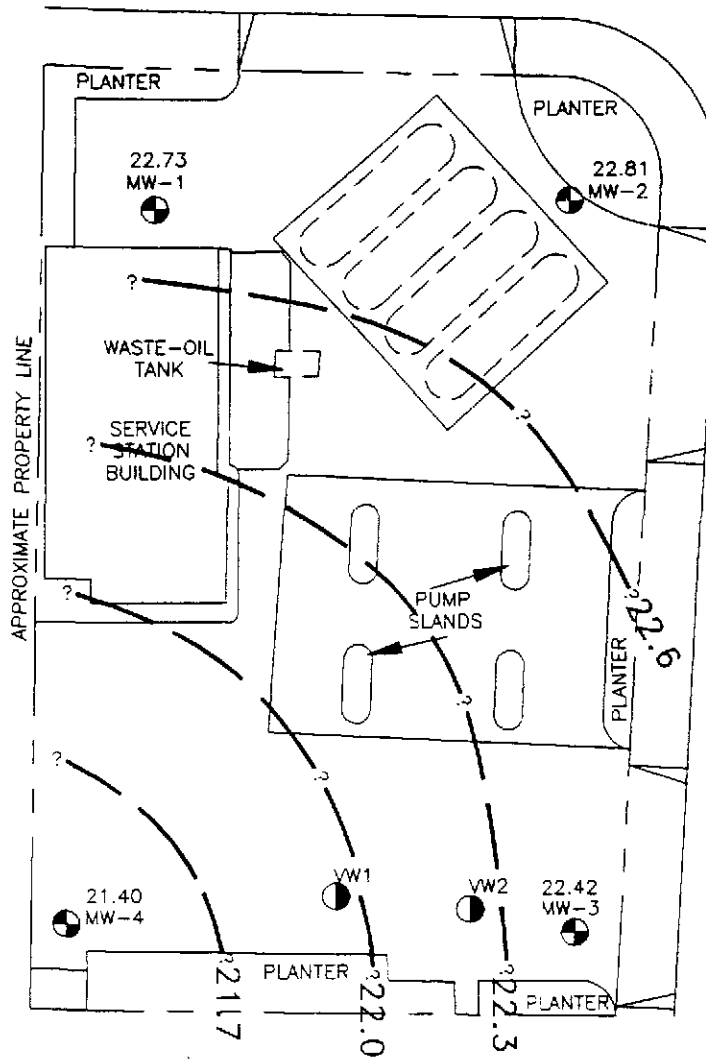 PLANTER
PLANTER
22.73
MW-1
22.81
MW-2
?
WASTE-OIL
TANK
?
APPROXIMATE PROPERTY LINE
?
SERVICE
STATION
BUILDING
?
PUMP
SLANDS
?
22.6
PLANTER
?
?
?
VW1
VW2
21.40
MW-4
22.42
MW-3
?
PLANTER
?
?
PLANTER
21.7
22.0
22.3